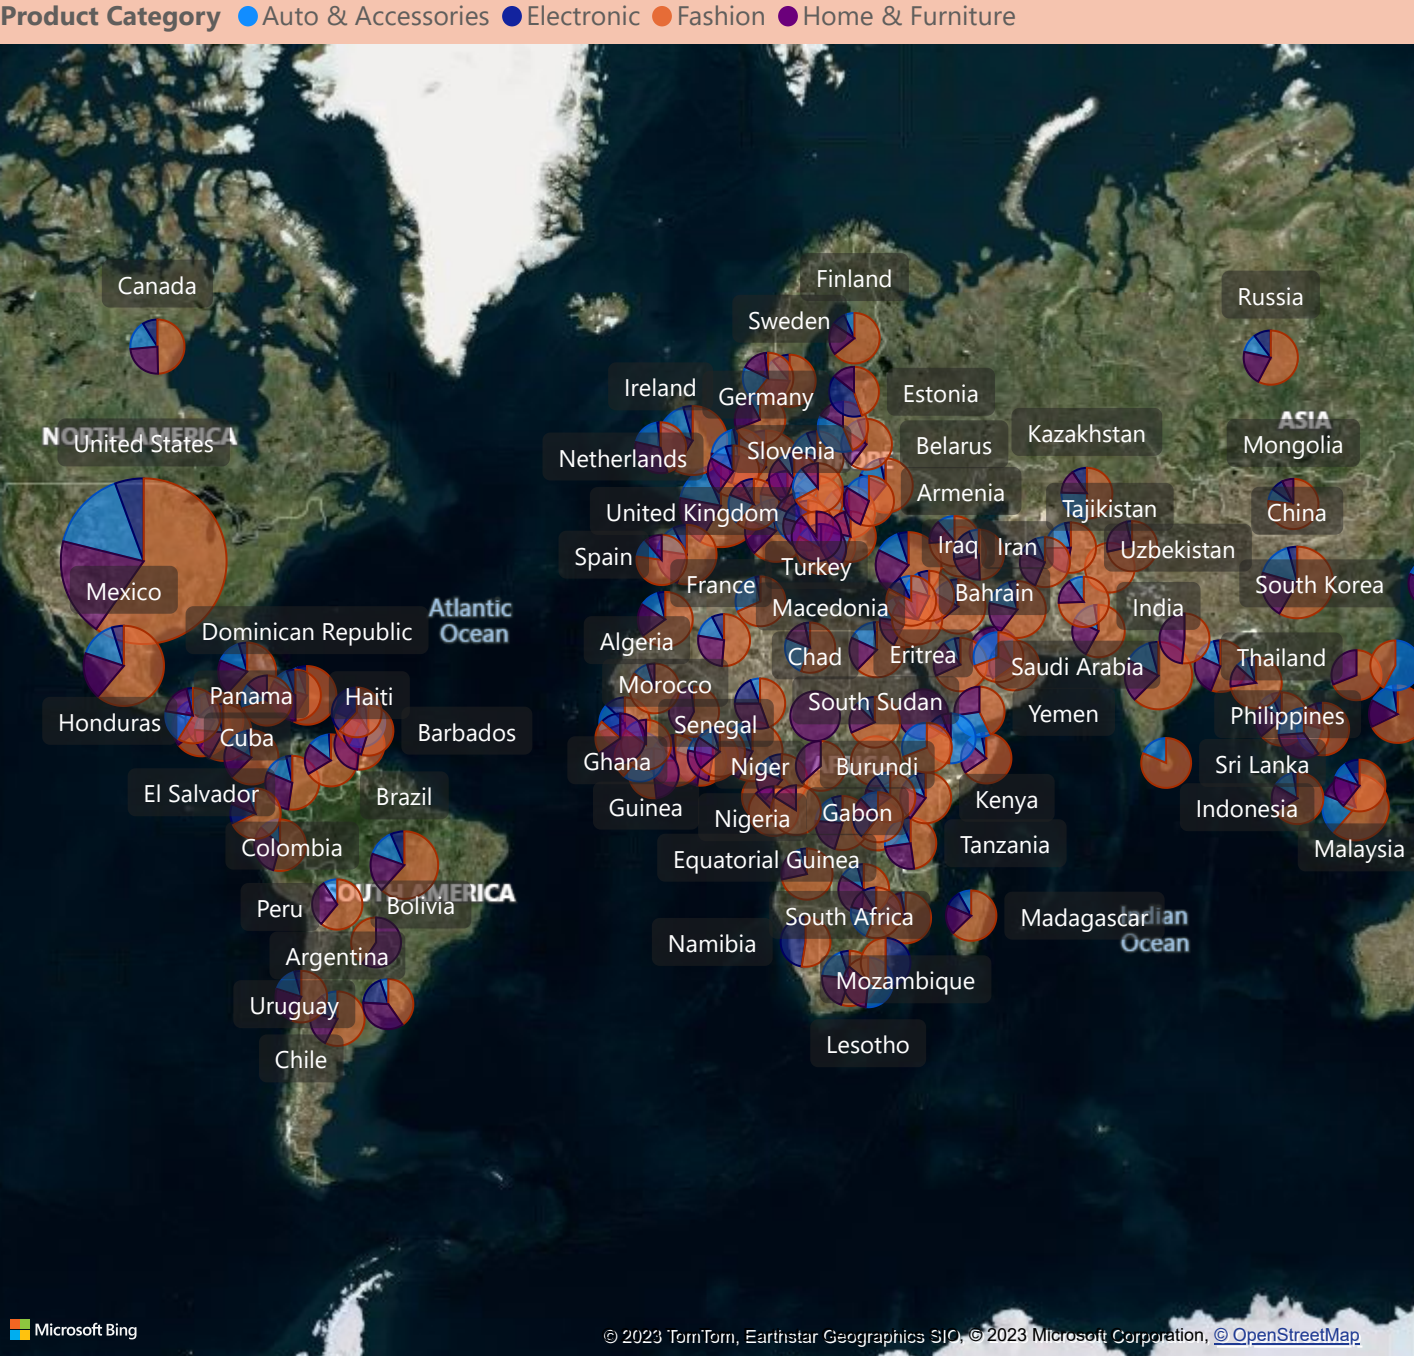 Product Category Auto & Accessories Electronic Fashion Home & Furniture
Finland
Canada
Russia
Sweden
Ireland
Germany
Estonia
ASIA
NORTH AMERICA
United States
Kazakhstan
Mongolia
Belarus
Slovenia
Netherlands
Armenia
United Kingdom
Tajikistan
China
Spain
Iraq
Iran
Uzbekistan
Turkey
France
South Korea
Mexico
Bahrain
Atlantic
Ocean
Macedonia
India
Dominican Republic
Algeria
Chad
Eritrea
Saudi Arabia
Thailand
Morocco
Panama
Haiti
South Sudan
Yemen
Philippines
Honduras
Senegal
Cuba
Barbados
Ghana
Niger
Burundi
Sri Lanka
El Salvador
Brazil
Guinea
Kenya
Indonesia
Nigeria
Gabon
Colombia
Tanzania
Malaysia
Equatorial Guinea
SOUTH AMERICA
Peru
Bolivia
South Africa
Madagascar
Indian
Ocean
Namibia
Argentina
Mozambique
Uruguay
Lesotho
Chile
Microsoft Bing
© 2023 TomTom, Earthstar Geographics SIO, © 2023 Microsoft Corporation, © OpenStreetMap